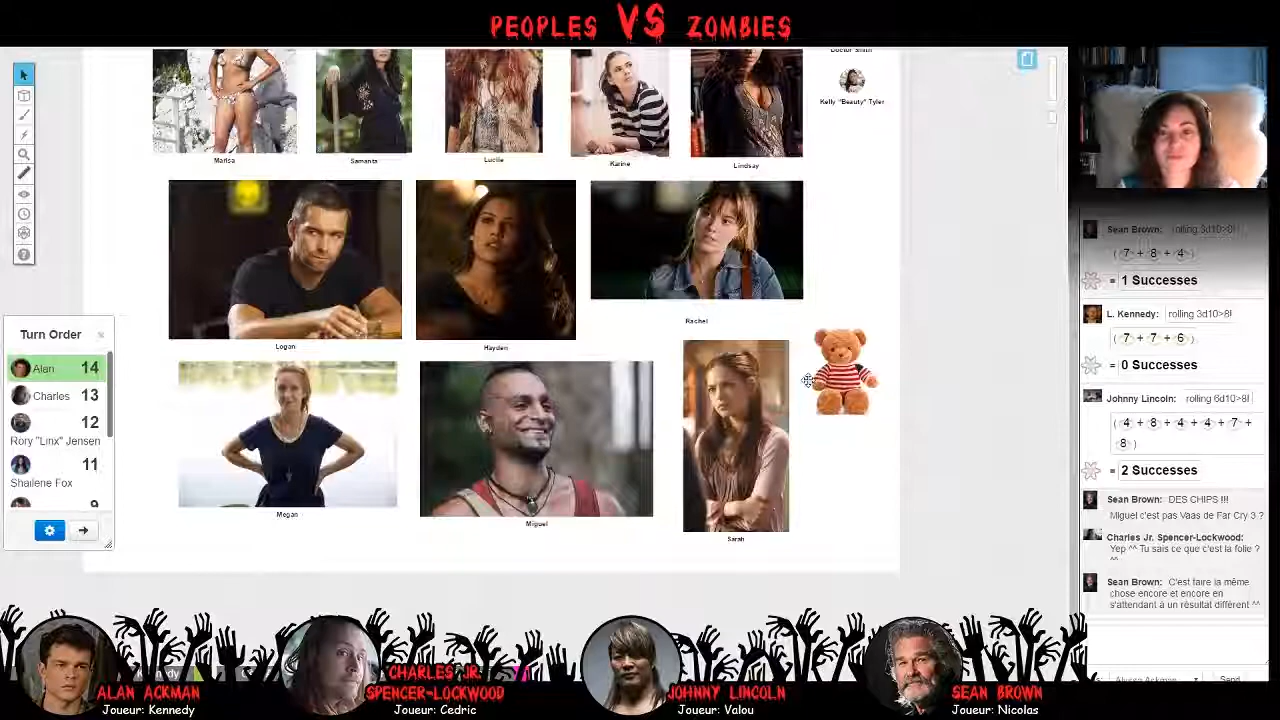 PEOPLES VS ZOMBIES
Doctor Smith
Kelly "Beauty" Tyler
Marisa
Samanta
Lucile
Karine
Lindsay
Logan
Hayden
Rachel
Megan
Miguel
Sarah
Turn Order ×
Alan 14
Charles 13
12
Rory "Linx" Jensen
11
Shailene Fox
9
Sean Brown: rolling 3d10>8!
( 7 + 8 + 4 )
= 1 Successes
L. Kennedy: rolling 3d10>8!
( 7 + 7 + 6 )
= 0 Successes
Johnny Lincoln: rolling 6d10>8!
( 4 + 8 + 4 + 4 + 7 +
8 )
= 2 Successes
Sean Brown: DES CHIPS !!!
Miguel c'est pas Vaas de Far Cry 3 ?
Charles Jr. Spencer-Lockwood:
Yep ^^ Tu sais ce que c'est la folie ?
^^
Sean Brown: C'est faire la même
chose encore et encore en
s'attendant à un résultat différent ^^
Send
ALAN ACKMAN
Joueur: Kennedy
CHARLES JR.
SPENCER-LOCKWOOD
Joueur: Cedric
JOHNNY LINCOLN
Joueur: Valou
SEAN BROWN
Joueur: Nicolas